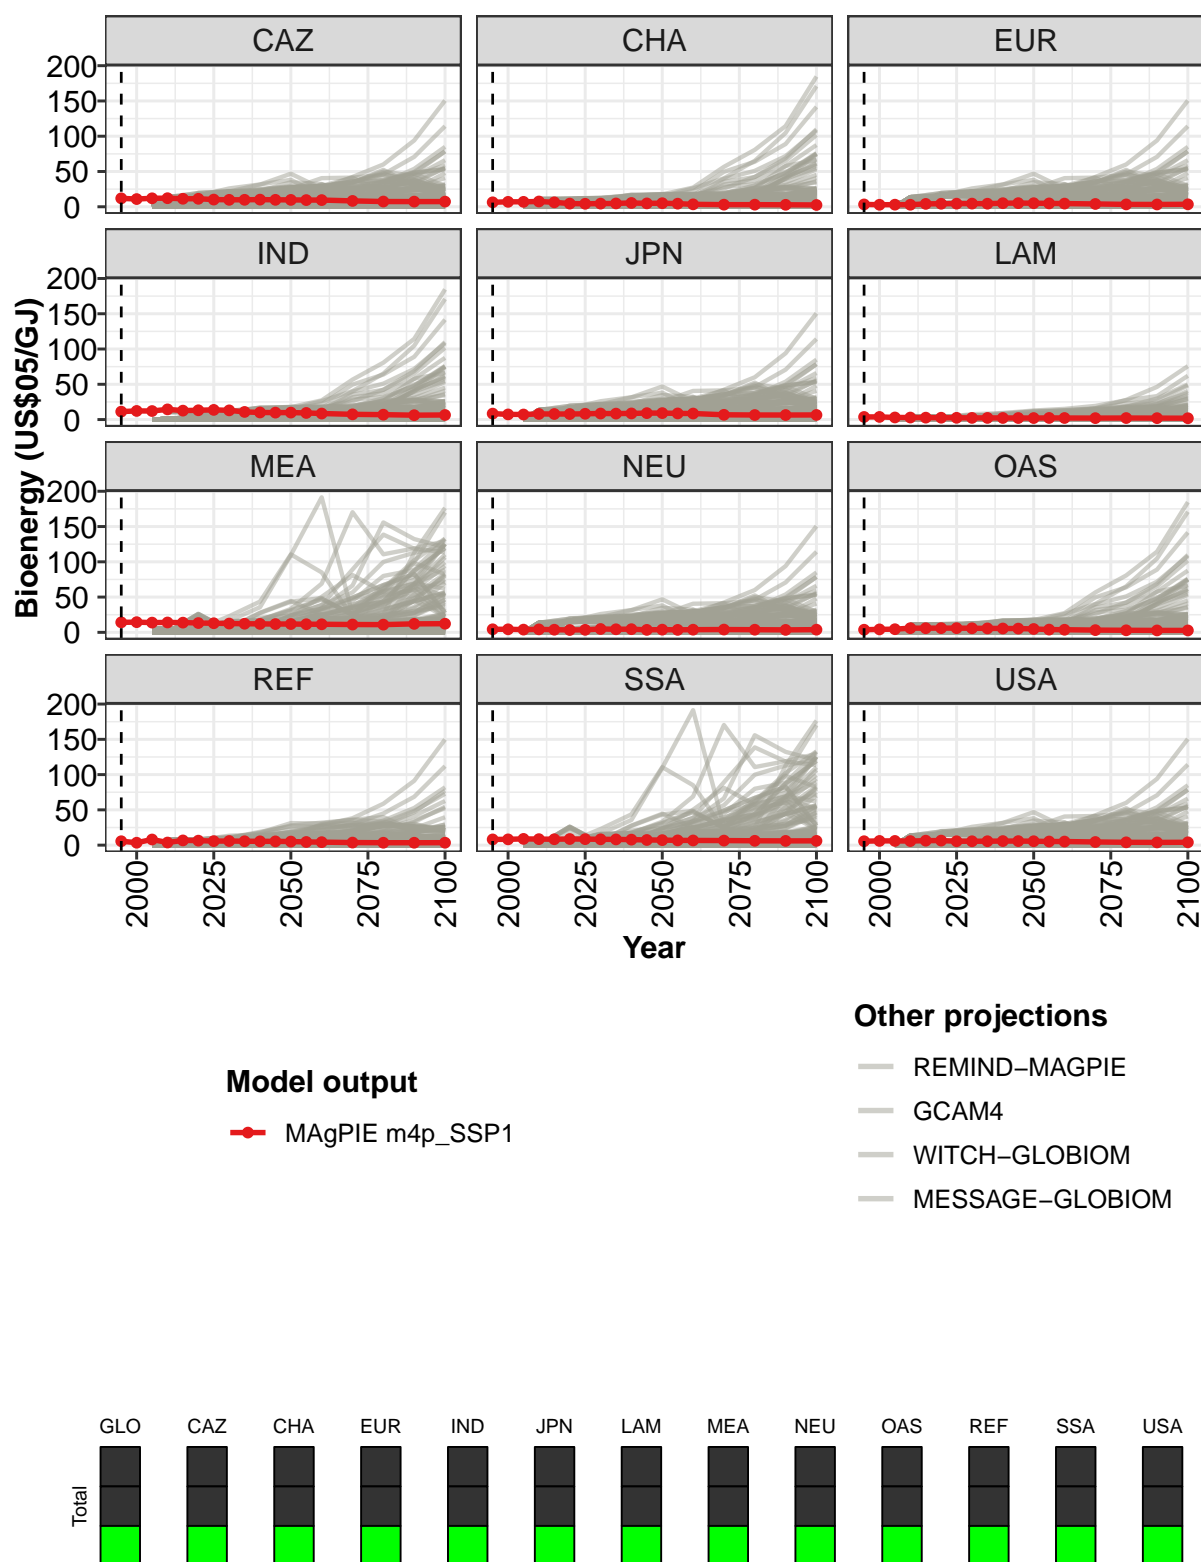 CAZ CHA EUR
200
150
100
50
0
IND JPN LAM
200
150
100
50
0
MEA NEU OAS
200
150
100
50
0
REF SSA USA
200
150
100
50
0
Bioenergy (US$05/GJ)
2000 2025 2050 2075 2100 2000 2025 2050 2075 2100 2000 2025 2050 2075 2100
Year
Model output
MAgPIE m4p_SSP1
Other projections
REMIND−MAGPIE
GCAM4
WITCH−GLOBIOM
MESSAGE−GLOBIOM
GLO CAZ CHA EUR IND JPN LAM MEA NEU OAS REF SSA USA
Total